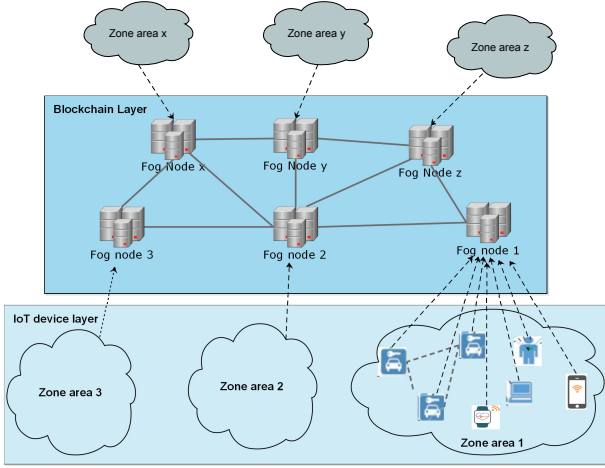 Zone area x
Zone area y
Zone area z
Blockchain Layer
Fog Node x
Fog Node y
Fog Node z
Fog node 3
Fog node 2
Fog node 1
IoT device layer
Zone area 3
Zone area 2
Zone area 1